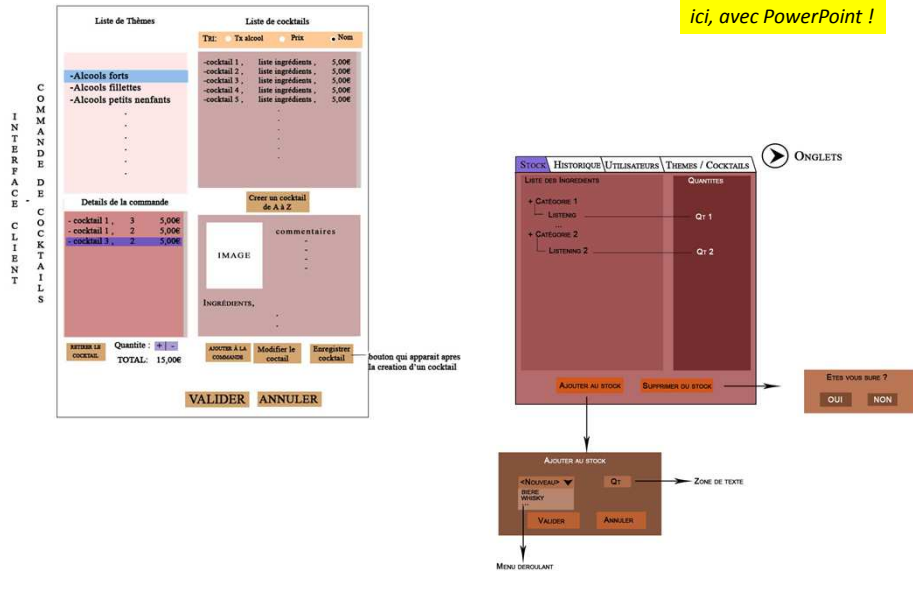 ici, avec PowerPoint !
INTERFACE CLIENT -
COMMANDE DE COCKTAILS
Liste de Thèmes
-Alcools forts
-Alcools fillettes
-Alcools petits nenfants
Liste de cocktails
TRI: Tx alcool Prix Nom
-cocktail 1 , liste ingrédients , 5,00€
-cocktail 2 , liste ingrédients , 5,00€
-cocktail 3 , liste ingrédients , 5,00€
-cocktail 4 , liste ingrédients , 5,00€
-cocktail 5 , liste ingrédients , 5,00€
Creer un cocktail
de A à Z
Details de la commande
- cocktail 1 , 3 5,00€
- cocktail 1 , 2 5,00€
- cocktail 3 , 2 5,00€
IMAGE
commentaires
INGRÉDIENTS,
RETIRER LE
COCKTAIL
Quantite : + | -
TOTAL: 15,00€
AJOUTER À LA
COMMANDE
Modifier le
coctail
Enregistrer
cocktail
bouton qui apparait apres
la creation d'un cocktail
VALIDER ANNULER
STOCK HISTORIQUE UTILISATEURS THEMES / COCKTAILS
ONGLETS
LISTE DES INGREDIENTS QUANTITES
+ CATÉGORIE 1
LISTENIG QT 1
...
+ CATÉGORIE 2
LISTENING 2 QT 2
AJOUTER AU STOCK SUPPRIMER DU STOCK
ETES VOUS SURE ?
OUI NON
AJOUTER AU STOCK
<NOUVEAU> QT
ZONE DE TEXTE
BIERE
WHISKY
...
VALIDER ANNULER
MENU DEROULANT